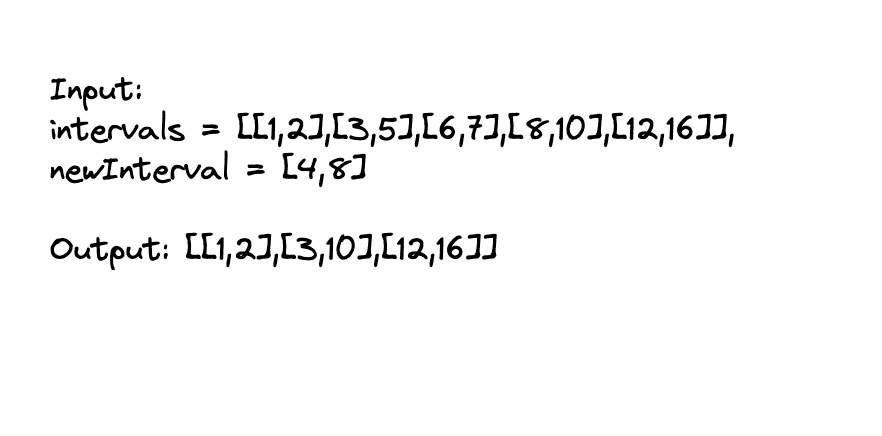 Input:
intervals = [[1,2],[3,5],[6,7],[8,10],[12,16]],
newInterval = [4,8]
Output: [[1,2],[3,10],[12,16]]